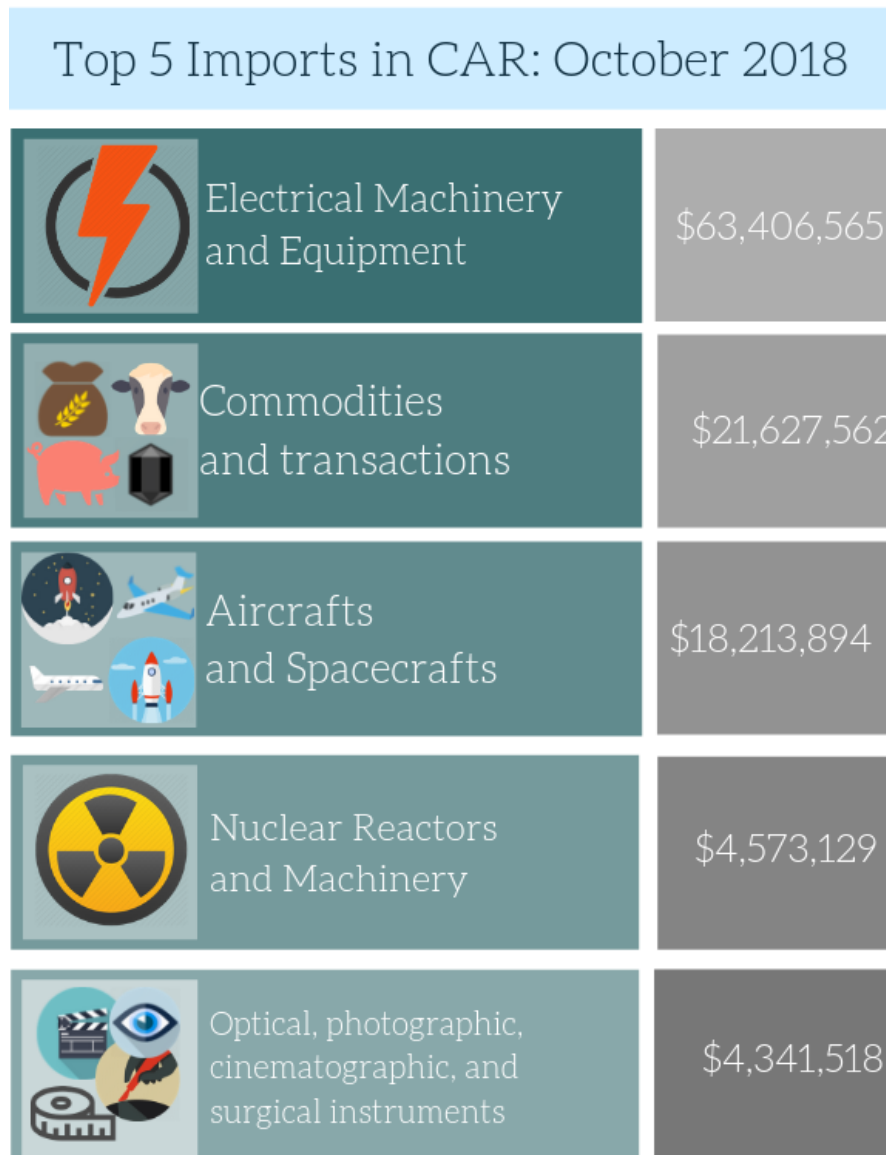 Top 5 Imports in CAR: October 2018
Electrical Machinery
and Equipment
$63,406,565
Commodities
and transactions
$21,627,562
Aircrafts
and Spacecrafts
$18,213,894
Nuclear Reactors
and Machinery
$4,573,129
Optical, photographic,
cinematographic, and
surgical instruments
$4,341,518